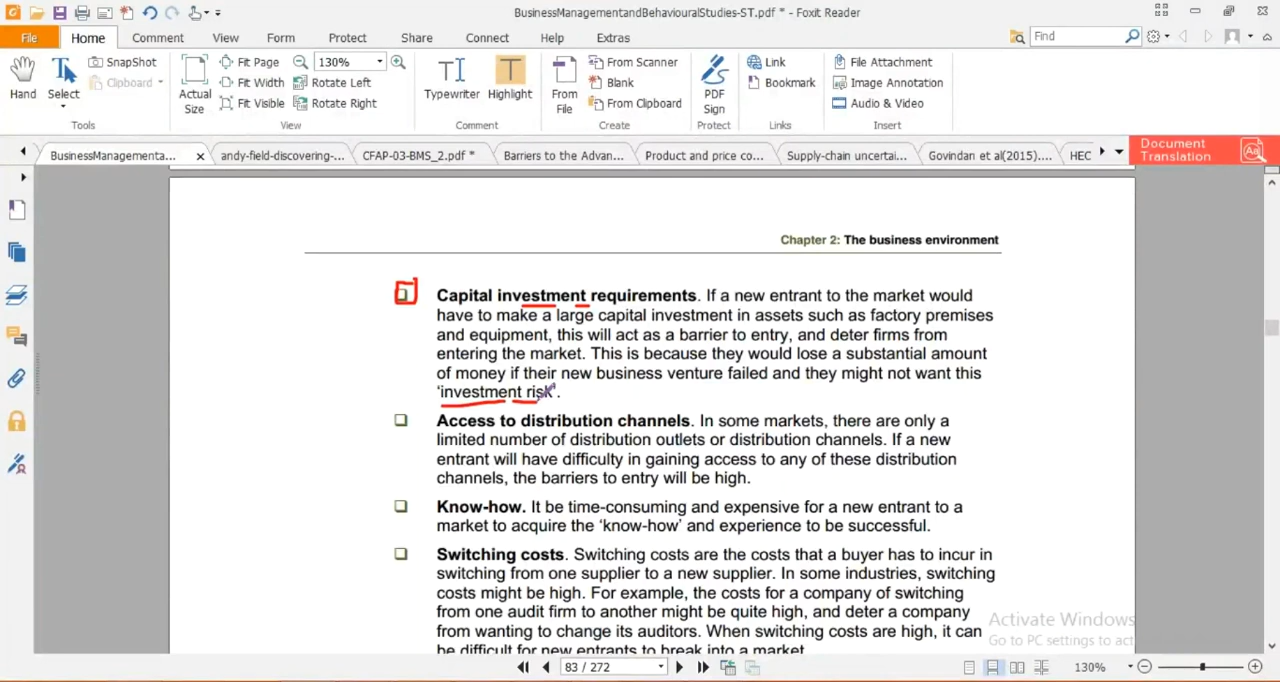 BusinessManagementandBehaviouralStudies-ST.pdf * - Foxit Reader
File Home Comment View Form Protect Share Connect Help Extras Find
Hand Select SnapShot Clipboard Actual Size Fit Page Fit Width Fit Visible 130% Rotate Left Rotate Right Typewriter Highlight From File From Scanner Blank From Clipboard PDF Sign Link Bookmark File Attachment Image Annotation Audio & Video
Tools View Comment Create Protect Links Insert
BusinessManagementa... andy-field-discovering-... CFAP-03-BMS_2.pdf * Barriers to the Advan... Product and price co... Supply-chain uncertai... Govindan et al(2015).... HEC Document Translation
Chapter 2: The business environment
Capital investment requirements. If a new entrant to the market would
have to make a large capital investment in assets such as factory premises
and equipment, this will act as a barrier to entry, and deter firms from
entering the market. This is because they would lose a substantial amount
of money if their new business venture failed and they might not want this
‘investment risk’.
Access to distribution channels. In some markets, there are only a
limited number of distribution outlets or distribution channels. If a new
entrant will have difficulty in gaining access to any of these distribution
channels, the barriers to entry will be high.
Know-how. It be time-consuming and expensive for a new entrant to a
market to acquire the ‘know-how’ and experience to be successful.
Switching costs. Switching costs are the costs that a buyer has to incur in
switching from one supplier to a new supplier. In some industries, switching
costs might be high. For example, the costs for a company of switching
from one audit firm to another might be quite high, and deter a company
from wanting to change its auditors. When switching costs are high, it can
be difficult for new entrants to break into a market.
Activate Windows
Go to PC settings to act
83 / 272 130%